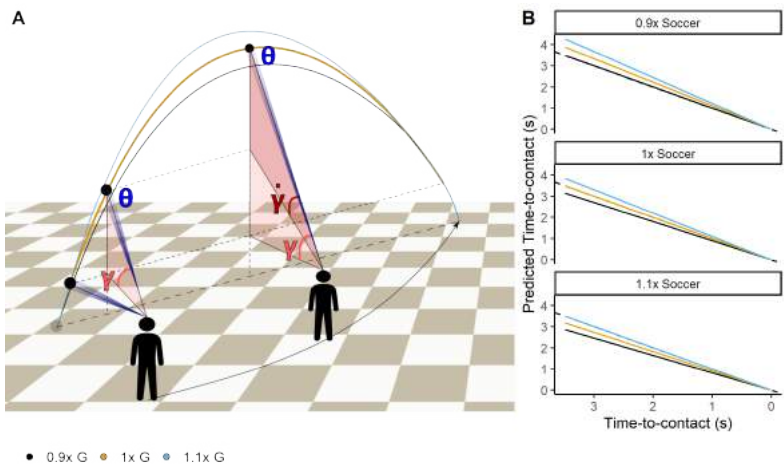 A
θ
θ
γ̇
γ
γ
0.9x G 1x G 1.1x G
B
Predicted Time-to-contact (s)
0.9x Soccer
4
3
2
1
0
1x Soccer
4
3
2
1
0
1.1x Soccer
4
3
2
1
0
3 2 1 0
Time-to-contact (s)